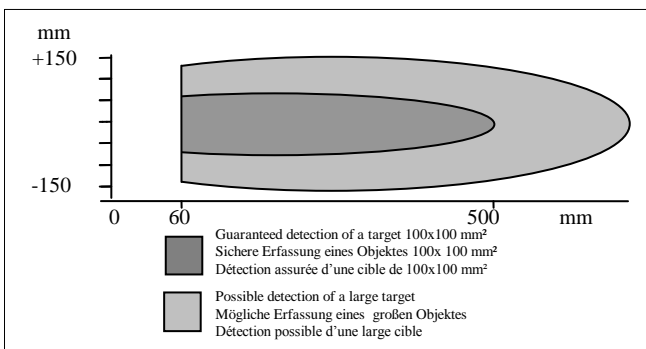 mm
+150
-150
0 60 500 mm
Guaranteed detection of a target 100x100 mm²
Sichere Erfassung eines Objektes 100x 100 mm²
Détection assurée d’une cible de 100x100 mm²
Possible detection of a large target
Mögliche Erfassung eines großen Objektes
Détection possible d’une large cible